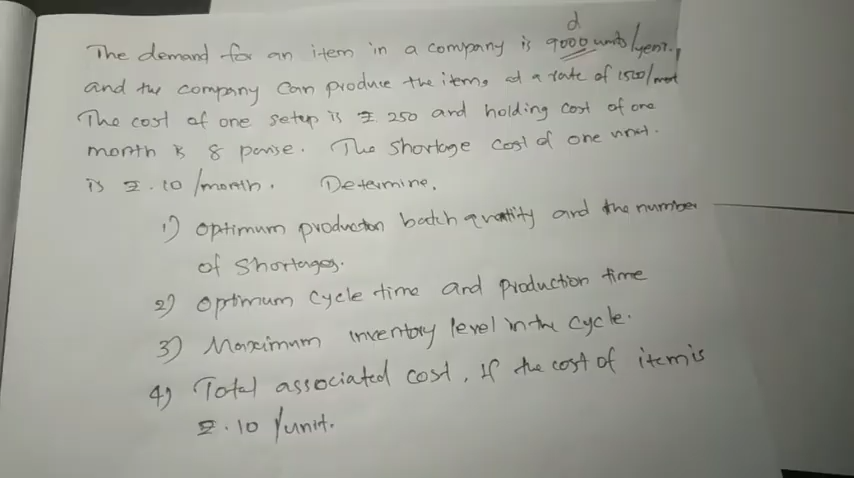 d
The demand for an item in a company is 9000 units/year,
and the company can produce the items at a rate of 1500/month
The cost of one setup is ₹ 250 and holding cost of one
month is 8 paise. The shortage cost of one unit.
is ₹.10 /month. Determine,
1) Optimum production batch quantity and the number
of shortages.
2) Optimum cycle time and production time
3) Maximum inventory level in the cycle.
4) Total associated cost, If the cost of item is
₹.10 /unit.